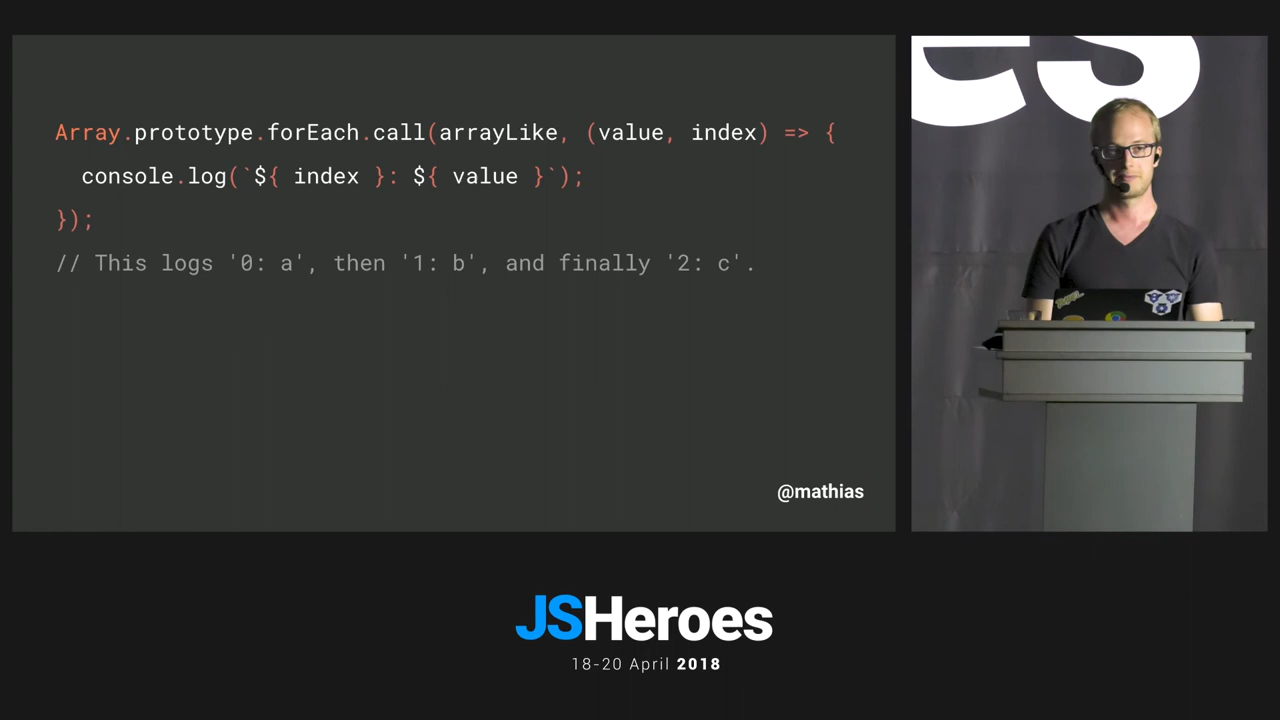 Array.prototype.forEach.call(arrayLike, (value, index) => {
  console.log(`${ index }: ${ value }`);
});
// This logs '0: a', then '1: b', and finally '2: c'.
@mathias
es
JSHeroes
18-20 April 2018